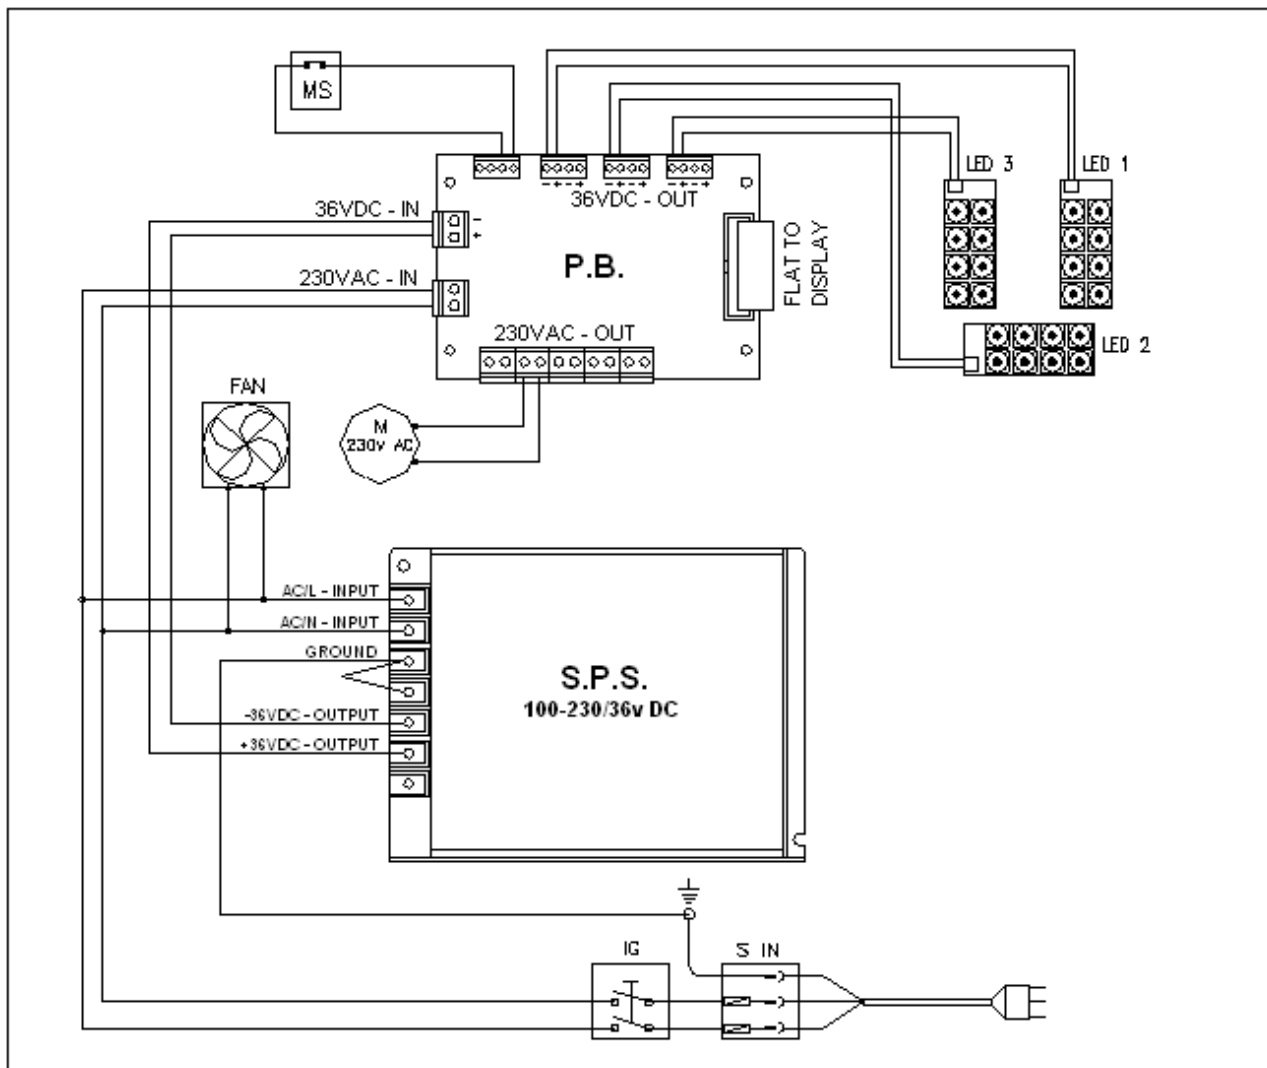 MS
LED 3
LED 1
36VDC - OUT
- + - +
- + - +
- + - +
36VDC - IN
-
+
P.B.
FLAT TO
DISPLAY
230VAC - IN
230VAC - OUT
LED 2
FAN
M
230v AC
AC/L - INPUT
AC/N - INPUT
GROUND
-36VDC - OUTPUT
+36VDC - OUTPUT
S.P.S.
100-230/36v DC
IG
S IN